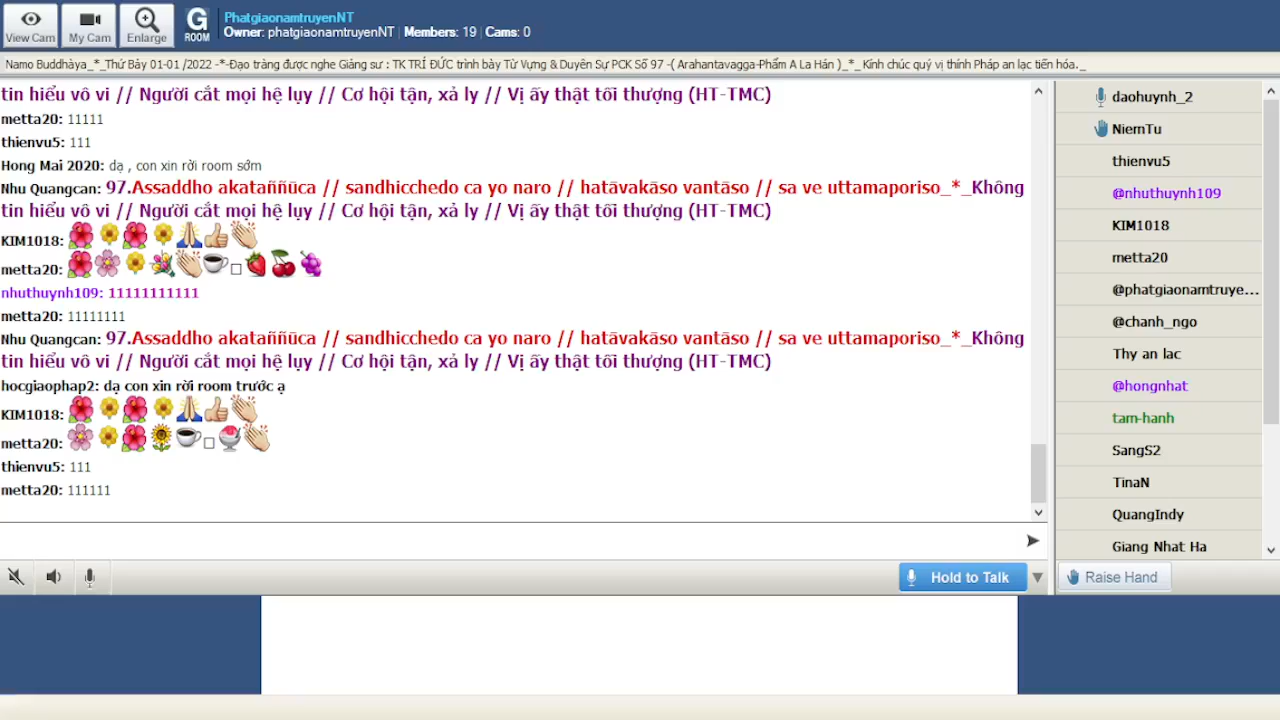 View Cam
My Cam
Enlarge
G
ROOM
PhatgiaonamtruyenNT
Owner: phatgiaonamtruyenNT | Members: 19 | Cams: 0
Namo Buddhàya_*_Thứ Bảy 01-01 /2022 -*-Đạo tràng được nghe Giảng sư : TK TRÍ ĐỨC trình bày Từ Vựng & Duyên Sự PCK Số 97 -( Arahantavagga-Phẩm A La Hán )_*_ Kính chúc quý vị thính Pháp an lạc tiến hóa._
tin hiểu vô vi // Người cắt mọi hệ lụy // Cơ hội tận, xả ly // Vị ấy thật tối thượng (HT-TMC)
metta20: 11111
thienvu5: 111
Hong Mai 2020: dạ , con xin rời room sớm
Nhu Quangcan: 97.Assaddho akataññūca // sandhicchedo ca yo naro // hatāvakāso vantāso // sa ve uttamaporiso_*_Không
tin hiểu vô vi // Người cắt mọi hệ lụy // Cơ hội tận, xả ly // Vị ấy thật tối thượng (HT-TMC)
KIM1018:
metta20:
nhuthuynh109: 11111111111
metta20: 11111111
Nhu Quangcan: 97.Assaddho akataññūca // sandhicchedo ca yo naro // hatāvakāso vantāso // sa ve uttamaporiso_*_Không
tin hiểu vô vi // Người cắt mọi hệ lụy // Cơ hội tận, xả ly // Vị ấy thật tối thượng (HT-TMC)
hocgiaophap2: dạ con xin rời room trước ạ
KIM1018:
metta20:
thienvu5: 111
metta20: 111111
Hold to Talk
daohuynh_2
NiemTu
thienvu5
@nhuthuynh109
KIM1018
metta20
@phatgiaonamtruye...
@chanh_ngo
Thy an lac
@hongnhat
tam-hanh
SangS2
TinaN
QuangIndy
Giang Nhat Ha
Raise Hand